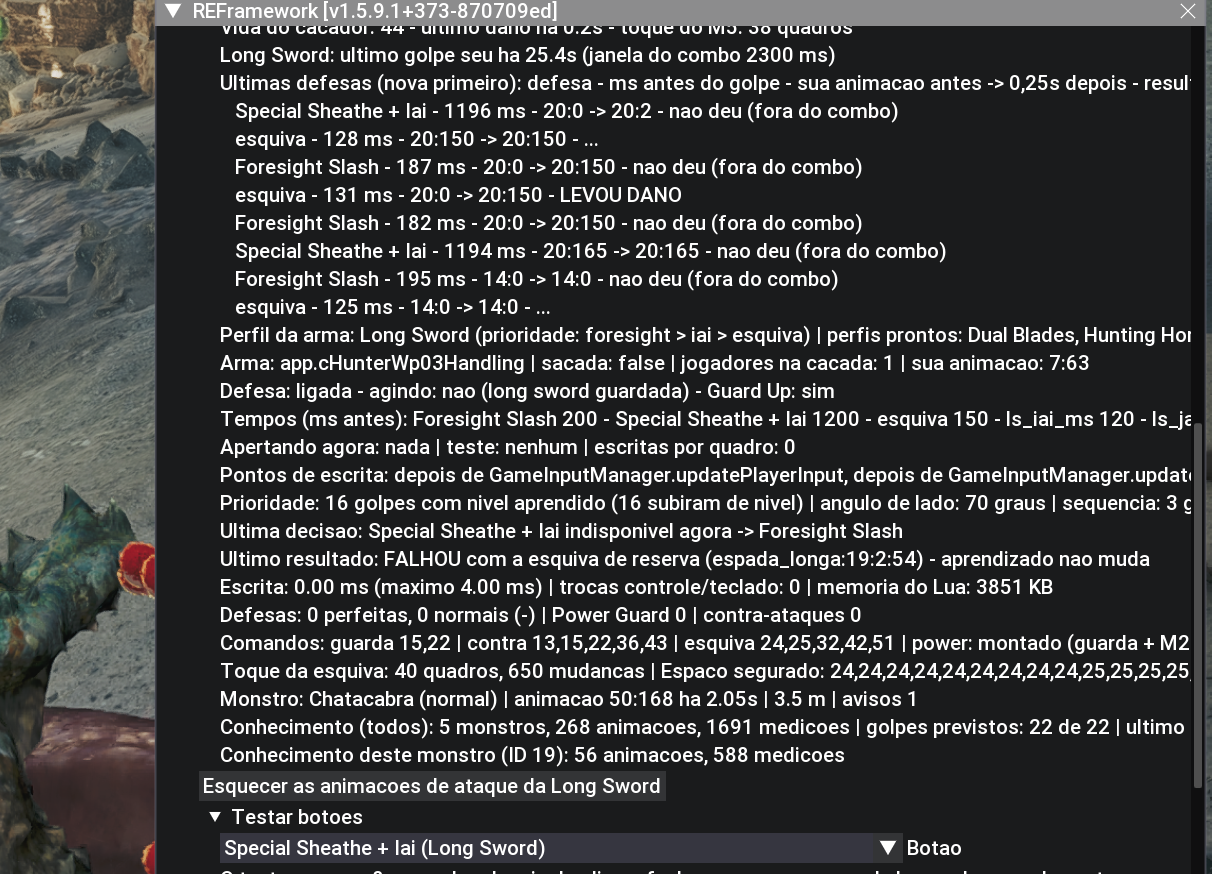 REFramework [v1.5.9.1+373-870709ed]
Vida do cacador: 44 - ultimo dano ha 0.2s - toque do M5: 38 quadros
Long Sword: ultimo golpe seu ha 25.4s (janela do combo 2300 ms)
Ultimas defesas (nova primeiro): defesa - ms antes do golpe - sua animacao antes -> 0,25s depois - resul
Special Sheathe + Iai - 1196 ms - 20:0 -> 20:2 - nao deu (fora do combo)
esquiva - 128 ms - 20:150 -> 20:150 - ...
Foresight Slash - 187 ms - 20:0 -> 20:150 - nao deu (fora do combo)
esquiva - 131 ms - 20:0 -> 20:150 - LEVOU DANO
Foresight Slash - 182 ms - 20:0 -> 20:150 - nao deu (fora do combo)
Special Sheathe + Iai - 1194 ms - 20:165 -> 20:165 - nao deu (fora do combo)
Foresight Slash - 195 ms - 14:0 -> 14:0 - nao deu (fora do combo)
esquiva - 125 ms - 14:0 -> 14:0 - ...
Perfil da arma: Long Sword (prioridade: foresight > iai > esquiva) | perfis prontos: Dual Blades, Hunting Hor
Arma: app.cHunterWp03Handling | sacada: false | jogadores na cacada: 1 | sua animacao: 7:63
Defesa: ligada - agindo: nao (long sword guardada) - Guard Up: sim
Tempos (ms antes): Foresight Slash 200 - Special Sheathe + Iai 1200 - esquiva 150 - ls_iai_ms 120 - ls_ja
Apertando agora: nada | teste: nenhum | escritas por quadro: 0
Pontos de escrita: depois de GameInputManager.updatePlayerInput, depois de GameInputManager.update
Prioridade: 16 golpes com nivel aprendido (16 subiram de nivel) | angulo de lado: 70 graus | sequencia: 3 g
Ultima decisao: Special Sheathe + Iai indisponivel agora -> Foresight Slash
Ultimo resultado: FALHOU com a esquiva de reserva (espada_longa:19:2:54) - aprendizado nao muda
Escrita: 0.00 ms (maximo 4.00 ms) | trocas controle/teclado: 0 | memoria do Lua: 3851 KB
Defesas: 0 perfeitas, 0 normais (-) | Power Guard 0 | contra-ataques 0
Comandos: guarda 15,22 | contra 13,15,22,36,43 | esquiva 24,25,32,42,51 | power: montado (guarda + M2
Toque da esquiva: 40 quadros, 650 mudancas | Espaco segurado: 24,24,24,24,24,24,24,24,24,25,25,25,25,
Monstro: Chatacabra (normal) | animacao 50:168 ha 2.05s | 3.5 m | avisos 1
Conhecimento (todos): 5 monstros, 268 animacoes, 1691 medicoes | golpes previstos: 22 de 22 | ultimo
Conhecimento deste monstro (ID 19): 56 animacoes, 588 medicoes
Esquecer as animacoes de ataque da Long Sword
Testar botoes
Special Sheathe + Iai (Long Sword) Botao